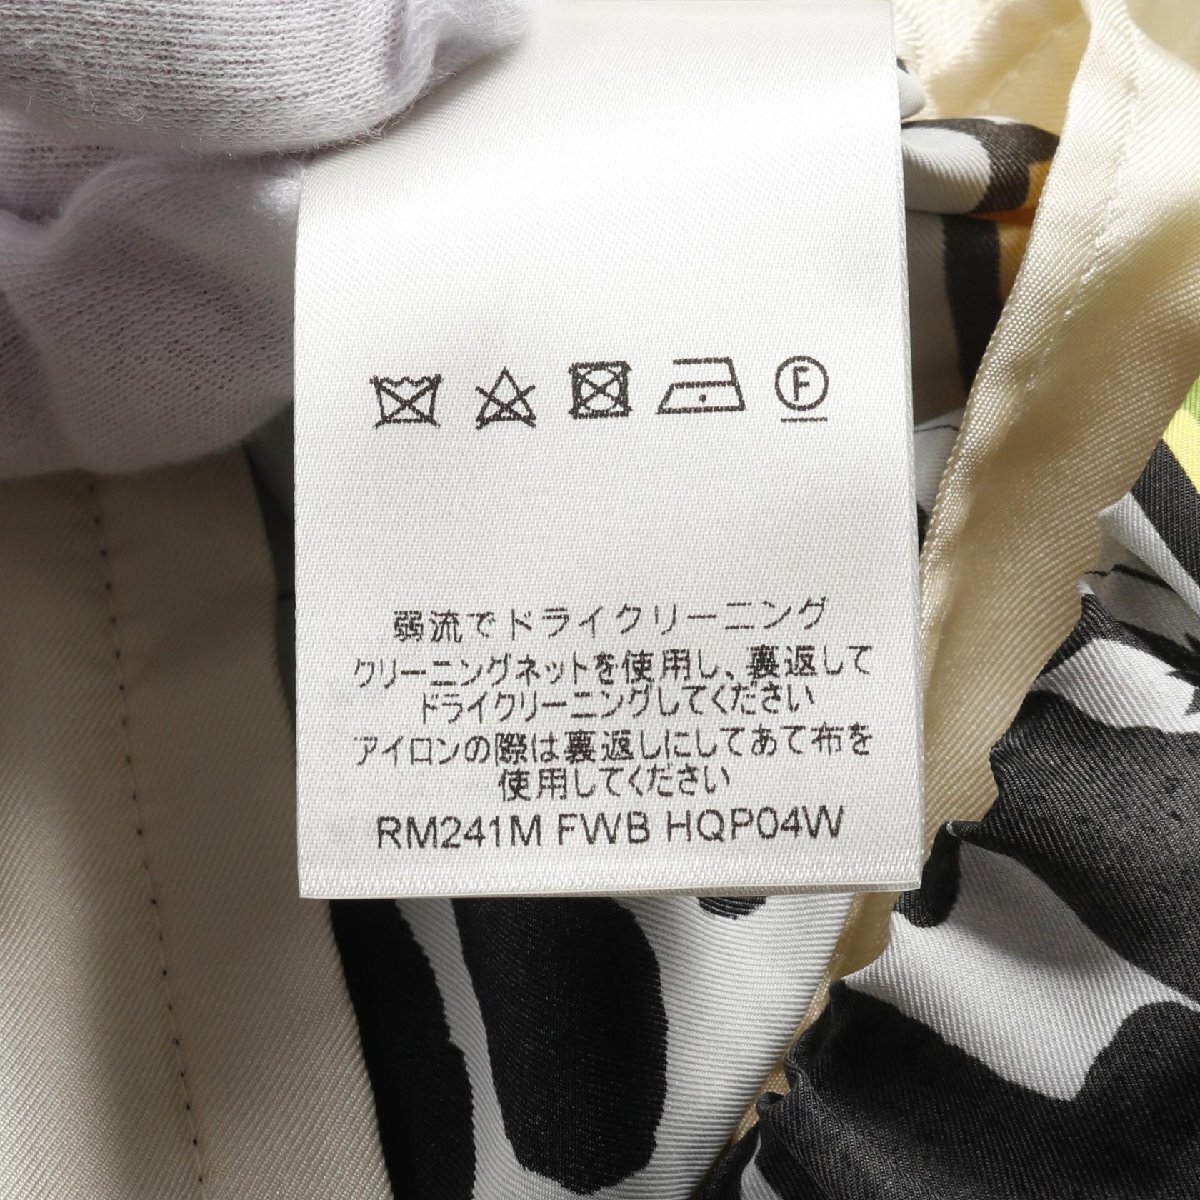 F
弱流でドライクリーニング
クリーニングネットを使用し、裏返して
ドライクリーニングしてください
アイロンの際は裏返しにしてあて布を
使用してください
RM241M FWB HQP04W